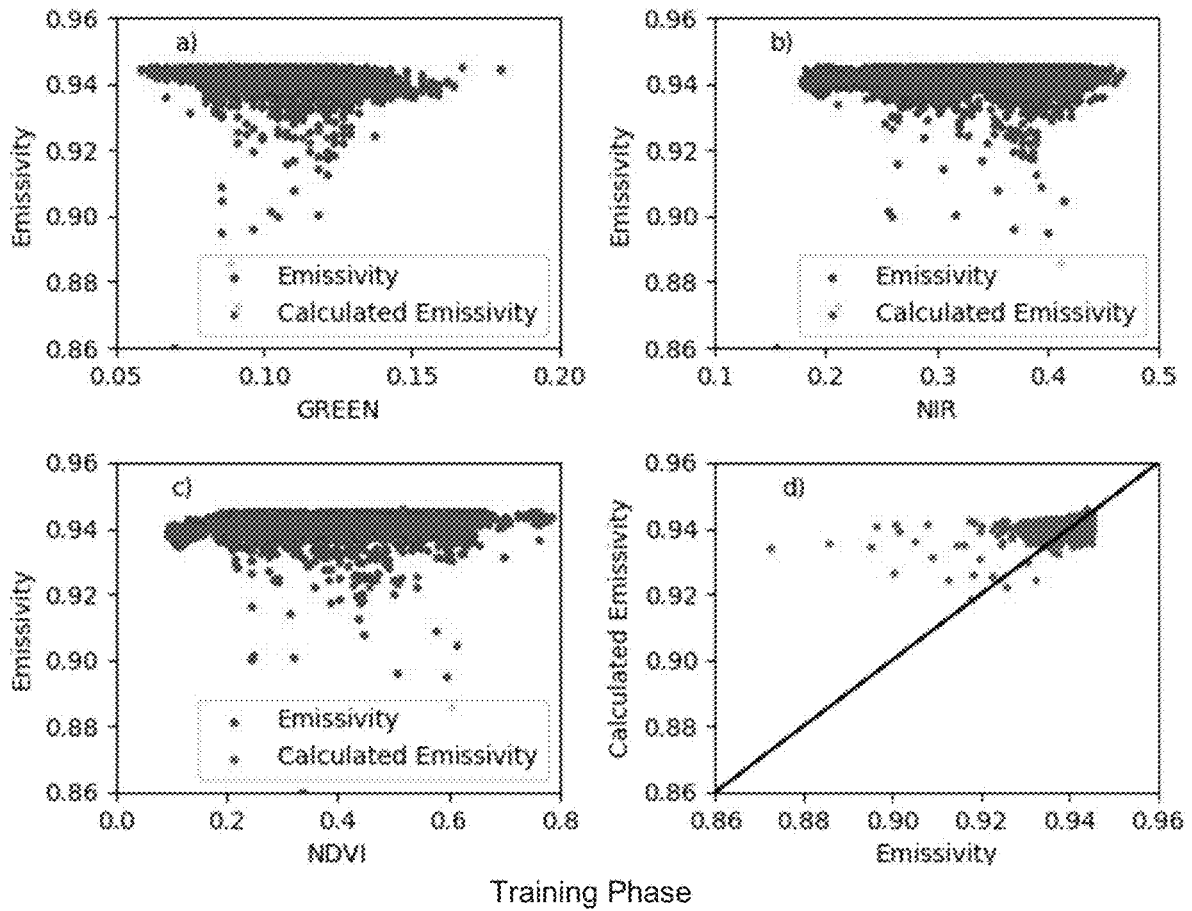 0.96
a)
0.94
0.92
0.90
0.88
0.86
Emissivity
Emissivity
Calculated Emissivity
0.05 0.10 0.15 0.20
GREEN
0.96
b)
0.94
0.92
0.90
0.88
0.86
Emissivity
Emissivity
Calculated Emissivity
0.1 0.2 0.3 0.4 0.5
NIR
0.96
c)
0.94
0.92
0.90
0.88
0.86
Emissivity
Emissivity
Calculated Emissivity
0.0 0.2 0.4 0.6 0.8
NDVI
0.96
d)
0.94
0.92
0.90
0.88
0.86
Calculated Emissivity
0.86 0.88 0.90 0.92 0.94 0.96
Emissivity
Training Phase